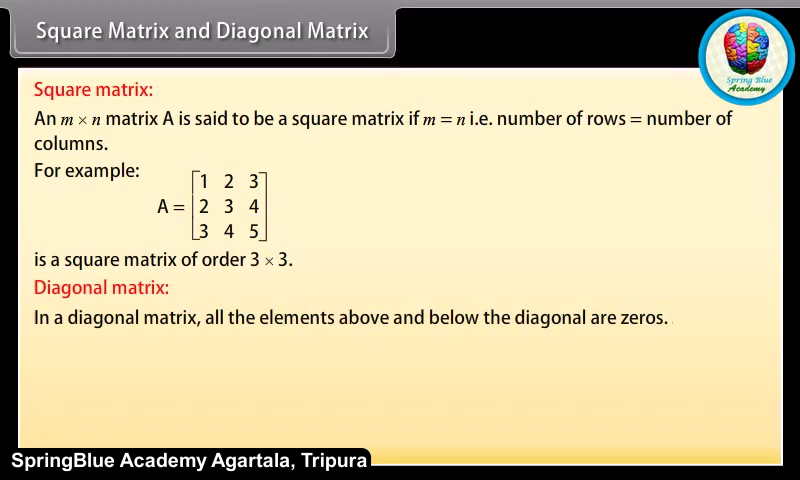 Square Matrix and Diagonal Matrix
Spring Blue
Academy
Square matrix:
An m × n matrix A is said to be a square matrix if m = n i.e. number of rows = number of
columns.
For example:
A = [1 2 3
2 3 4
3 4 5]
is a square matrix of order 3 × 3.
Diagonal matrix:
In a diagonal matrix, all the elements above and below the diagonal are zeros.
SpringBlue Academy Agartala, Tripura